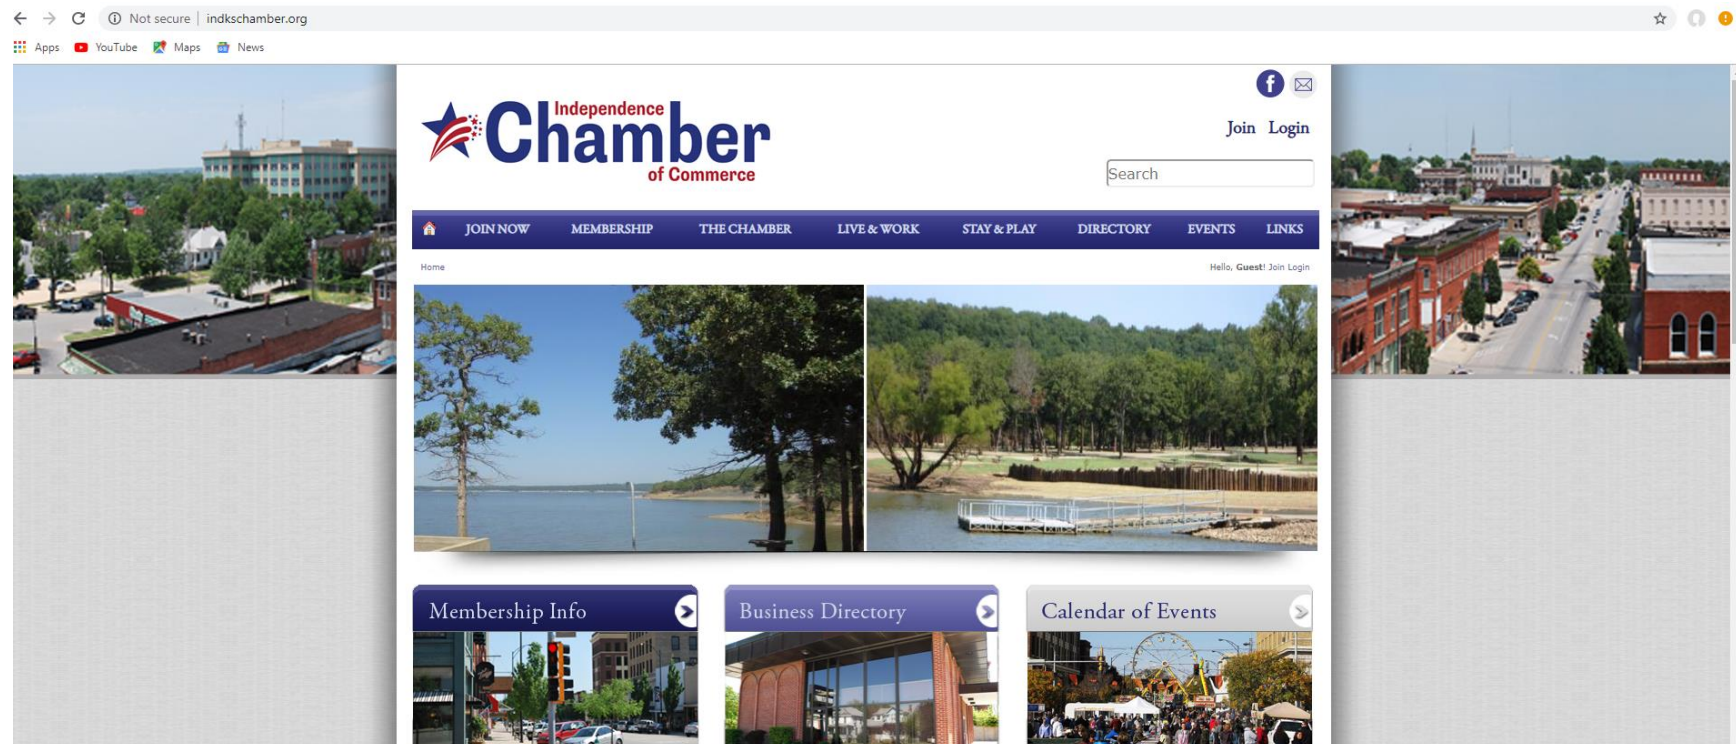 Not secure | indkschamber.org
Apps YouTube Maps News
Independence
Chamber
of Commerce
Join Login
Search
JOIN NOW MEMBERSHIP THE CHAMBER LIVE & WORK STAY & PLAY DIRECTORY EVENTS LINKS
Home Hello, Guest! Join Login
Membership Info Business Directory Calendar of Events